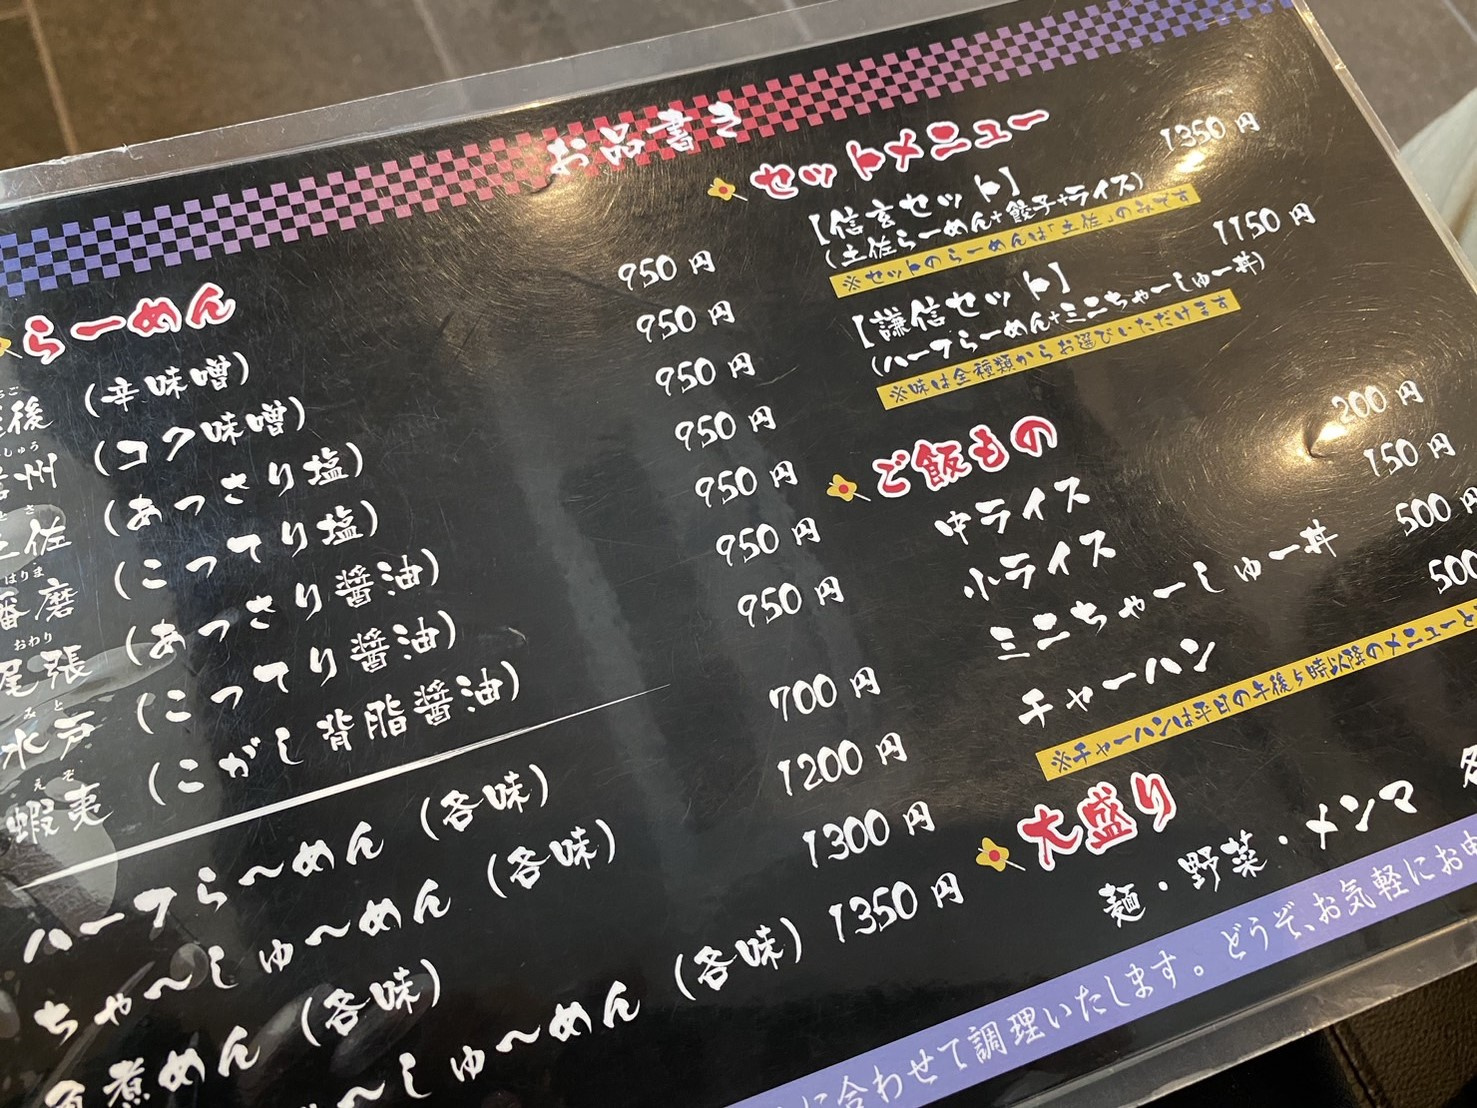 お品書き
らーめん
後 (辛味噌) 950円
州 (コク味噌) 950円
佐 (あっさり塩) 950円
はりま
播磨 (こってり塩) 950円
おわり
尾張 (あっさり醤油) 950円
みと
水戸 (こってり醤油) 950円
えぞ
蝦夷 (こがし背脂醤油) 950円
ハーフら〜めん (各味) 700円
ちゃ〜しゅ〜めん (各味) 1200円
煮めん (各味) 1300円
〜しゅ〜めん (各味) 1350円
セットメニュー
【信玄セット】 1350円
(土佐らーめん+餃子+ライス)
※セットのらーめんは「土佐」のみです
【謙信セット】 1150円
(ハーフらーめん+ミニちゃーしゅー丼)
※味は全種類からお選びいただけます
ご飯もの
中ライス 200円
小ライス 150円
ミニちゃーしゅー丼 500円
チャーハン 500
※チャーハンは平日の午後5時以降のメニューと
大盛り
麺・野菜・メンマ 各
に合わせて調理いたします。どうぞ、お気軽にお申